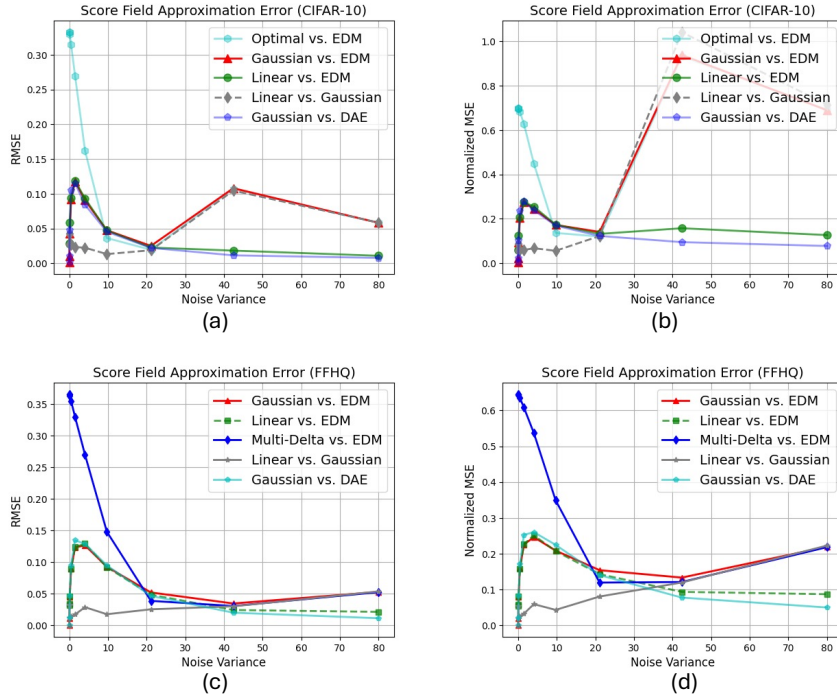 Score Field Approximation Error (CIFAR-10)
0.30
0.25
0.20
0.15
0.10
0.05
0.00
RMSE
Optimal vs. EDM
Gaussian vs. EDM
Linear vs. EDM
Linear vs. Gaussian
Gaussian vs. DAE
0 10 20 30 40 50 60 70 80
Noise Variance
(a)
Score Field Approximation Error (CIFAR-10)
1.0
0.8
0.6
0.4
0.2
0.0
Normalized MSE
Optimal vs. EDM
Gaussian vs. EDM
Linear vs. EDM
Linear vs. Gaussian
Gaussian vs. DAE
0 10 20 30 40 50 60 70 80
Noise Variance
(b)
Score Field Approximation Error (FFHQ)
0.35
0.30
0.25
0.20
0.15
0.10
0.05
0.00
RMSE
Gaussian vs. EDM
Linear vs. EDM
Multi-Delta vs. EDM
Linear vs. Gaussian
Gaussian vs. DAE
0 10 20 30 40 50 60 70 80
Noise Variance
(c)
Score Field Approximation Error (FFHQ)
0.6
0.5
0.4
0.3
0.2
0.1
0.0
Normalized MSE
Gaussian vs. EDM
Linear vs. EDM
Multi-Delta vs. EDM
Linear vs. Gaussian
Gaussian vs. DAE
0 10 20 30 40 50 60 70 80
Noise Variance
(d)